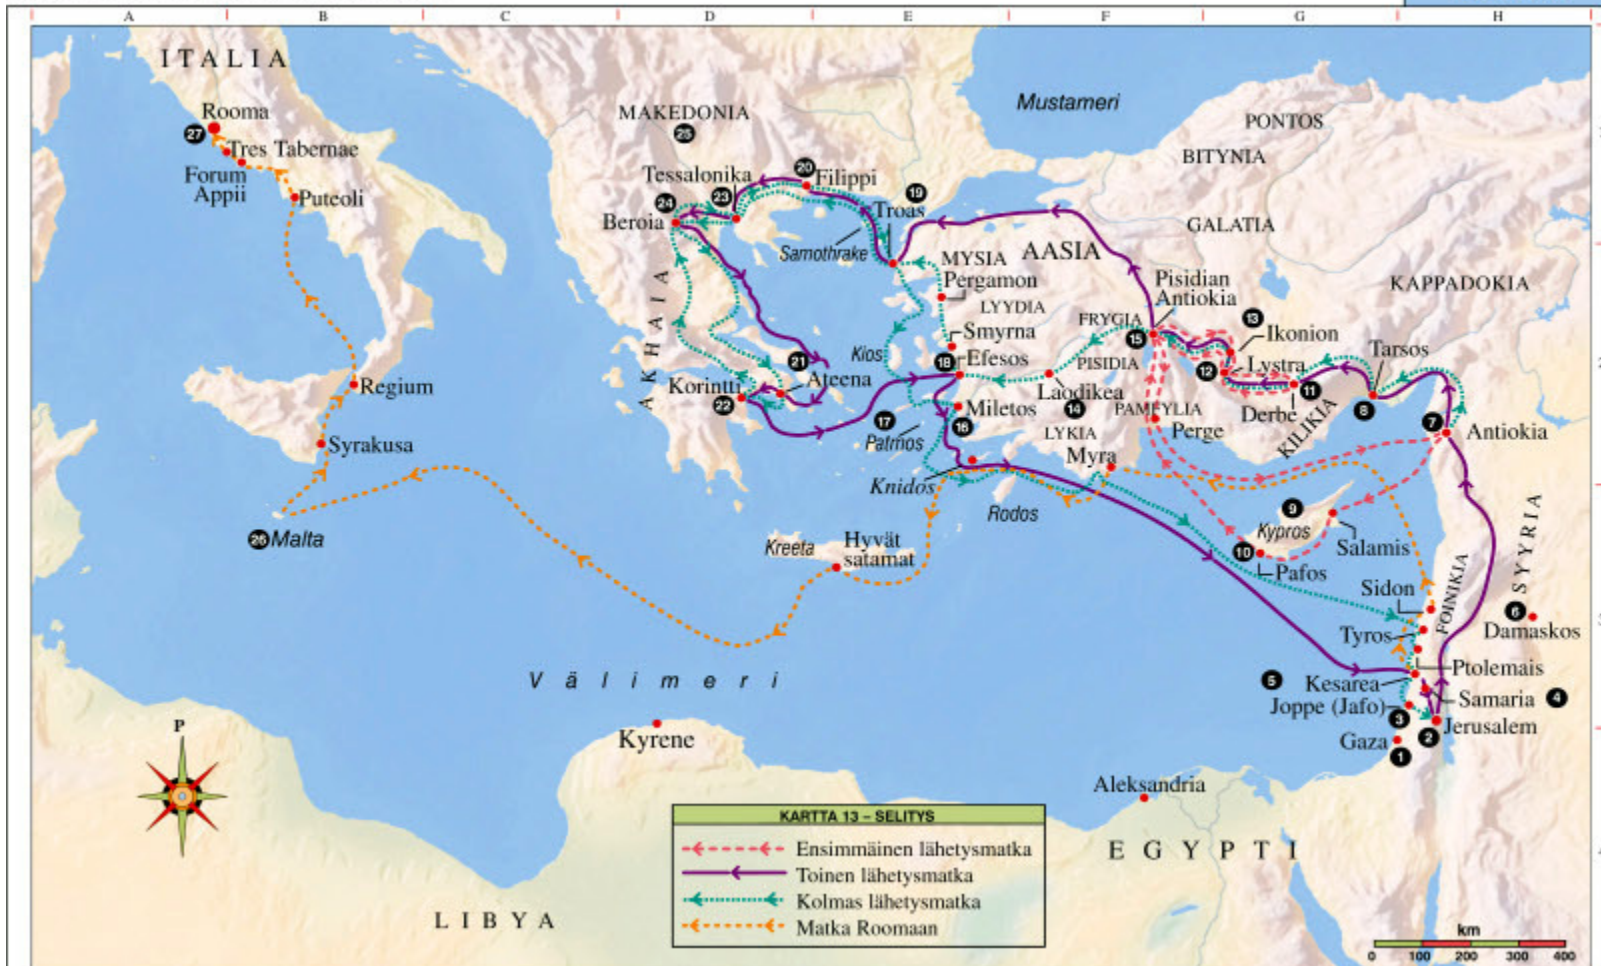 A B C D E F G H
ITALIA
Rooma
27
Tres Tabernae
Forum
Appii
Puteoli
Regium
Syrakusa
26 Malta
MAKEDONIA
25
Tessalonika
20
Filippi
19
Troas
23
24
Beroia
Samothrake
AKHAIA
Kios
21
Ateena
Korintti
22
17
Patmos
Mustameri
PONTOS
BITYNIA
GALATIA
KAPPADOKIA
AASIA
MYSIA
Pergamon
LYYDIA
Smyrna
18 Efesos
Miletos
16
Knidos
Rodos
Pisidian
Antiokia
FRYGIA
15
PISIDIA
Laodikea
14
PAMFYLIA
Perge
LYKIA
Myra
13
Ikonion
Lystra
12
Derbe
11
KILIKIA
Tarsos
8
7
Antiokia
9
Kypros
Salamis
10
Pafos
Kreeta
Hyvät
satamat
SYYRIA
FOINIKIA
Sidon
6
Damaskos
Tyros
Ptolemais
5
Kesarea
Samaria
4
Joppe (Jafo)
3
Jerusalem
2
Gaza
1
Välimeri
Kyrene
Aleksandria
EGYPTI
LIBYA
P
KARTTA 13 – SELITYS
Ensimmäinen lähetysmatka
Toinen lähetysmatka
Kolmas lähetysmatka
Matka Roomaan
km
0 100 200 300 400